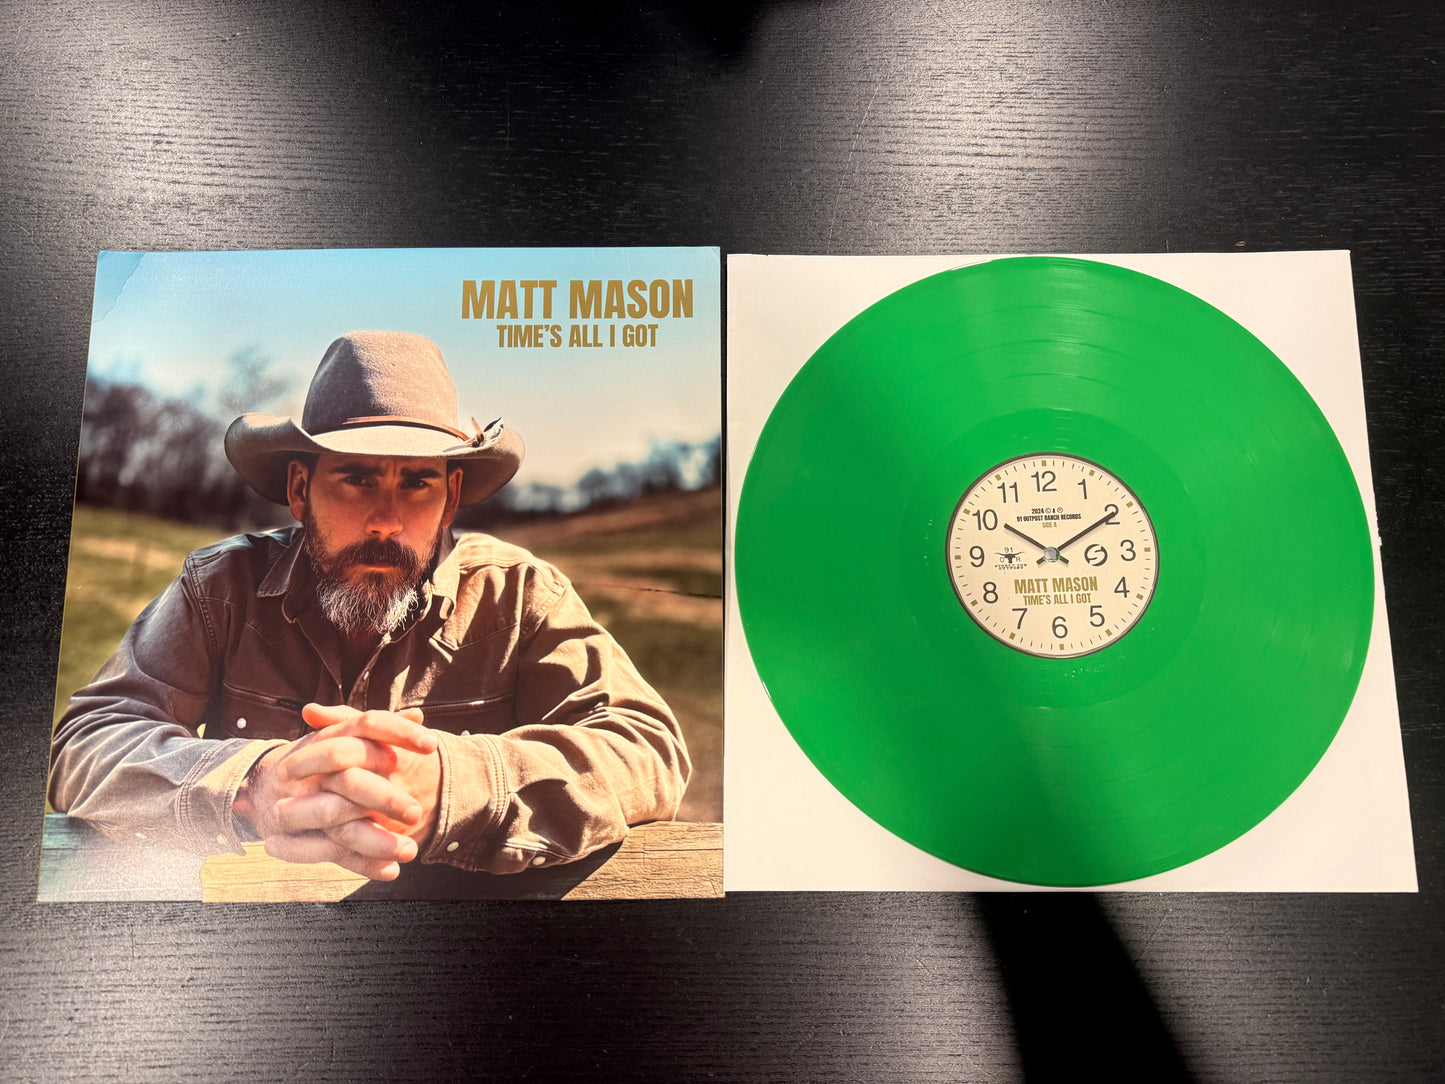 MATT MASON
TIME'S ALL I GOT
11 12 1
10 2
9 3
8 4
7 6 5
2024 © & ℗
91 OUTPOST RANCH RECORDS
SIDE A
91
O R
MATT MASON
TIME'S ALL I GOT